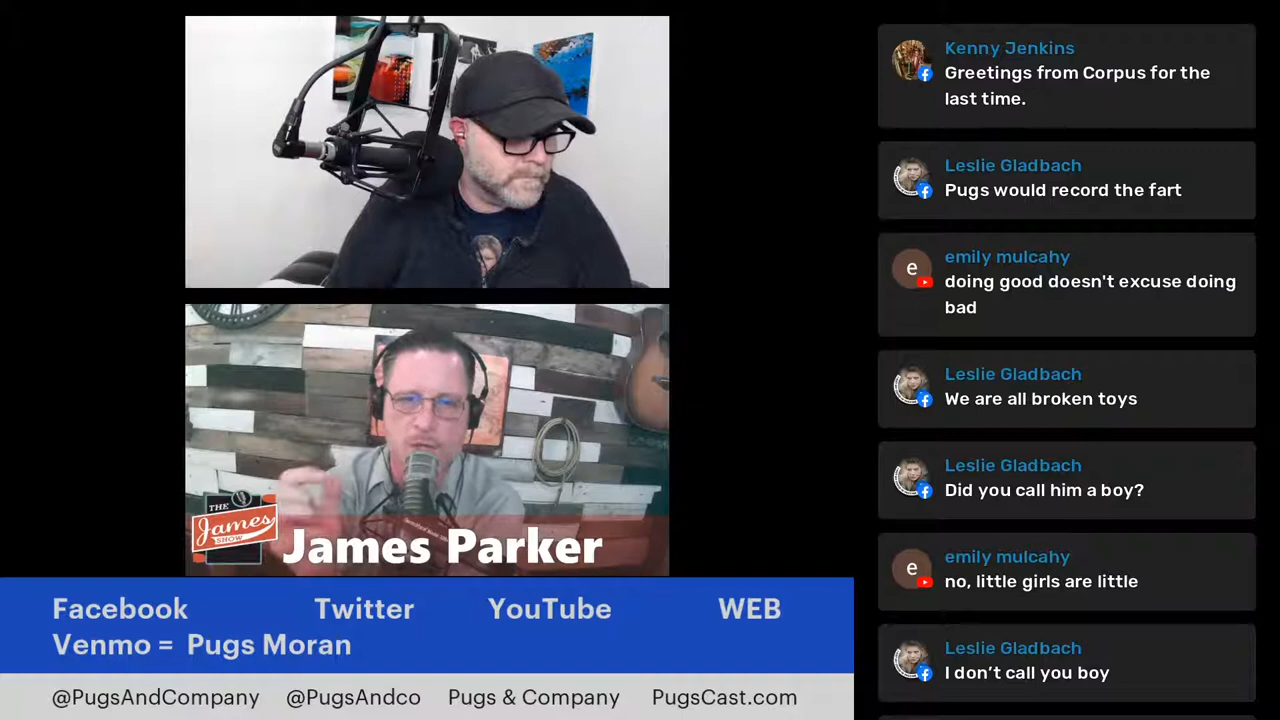 THE
James
SHOW
James Parker
Facebook Twitter YouTube WEB
Venmo = Pugs Moran
@PugsAndCompany @PugsAndco Pugs & Company PugsCast.com
Kenny Jenkins
Greetings from Corpus for the
last time.
Leslie Gladbach
Pugs would record the fart
e
emily mulcahy
doing good doesn't excuse doing
bad
Leslie Gladbach
We are all broken toys
Leslie Gladbach
Did you call him a boy?
e
emily mulcahy
no, little girls are little
Leslie Gladbach
I don’t call you boy